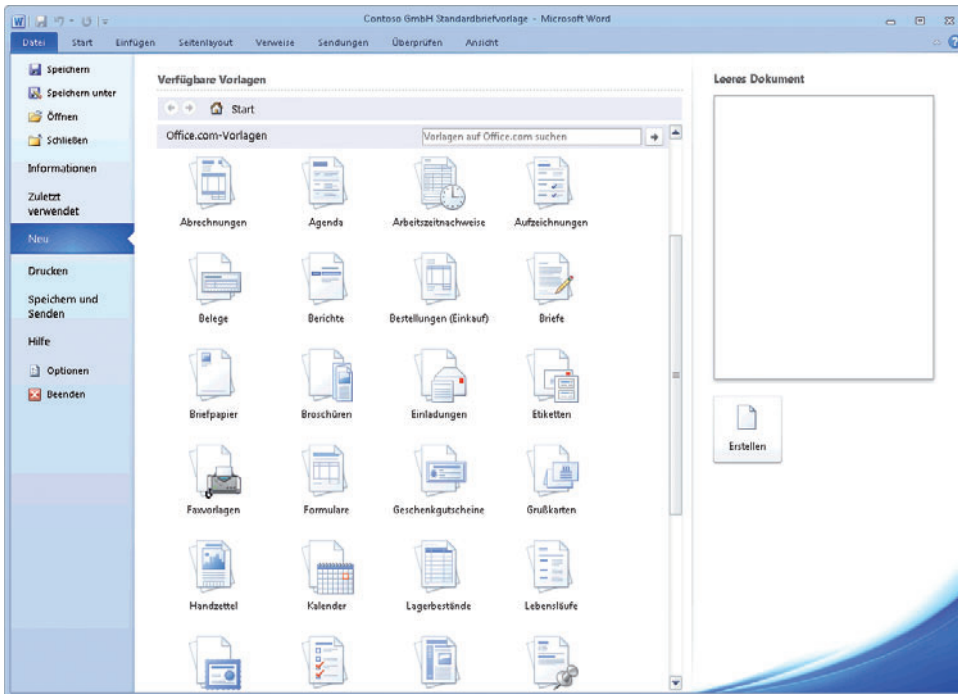 Contoso GmbH Standardbriefvorlage - Microsoft Word
Datei Start Einfügen Seitenlayout Verweise Sendungen Überprüfen Ansicht
Speichern
Speichern unter
Öffnen
Schließen
Informationen
Zuletzt
verwendet
Neu
Drucken
Speichern und
Senden
Hilfe
Optionen
Beenden
Verfügbare Vorlagen
Start
Office.com-Vorlagen
Vorlagen auf Office.com suchen
Abrechnungen Agenda Arbeitszeitnachweise Aufzeichnungen
Belege Berichte Bestellungen (Einkauf) Briefe
Briefpapier Broschüren Einladungen Etiketten
Faxvorlagen Formulare Geschenkgutscheine Grußkarten
Handzettel Kalender Lagerbestände Lebensläufe
Leeres Dokument
Erstellen